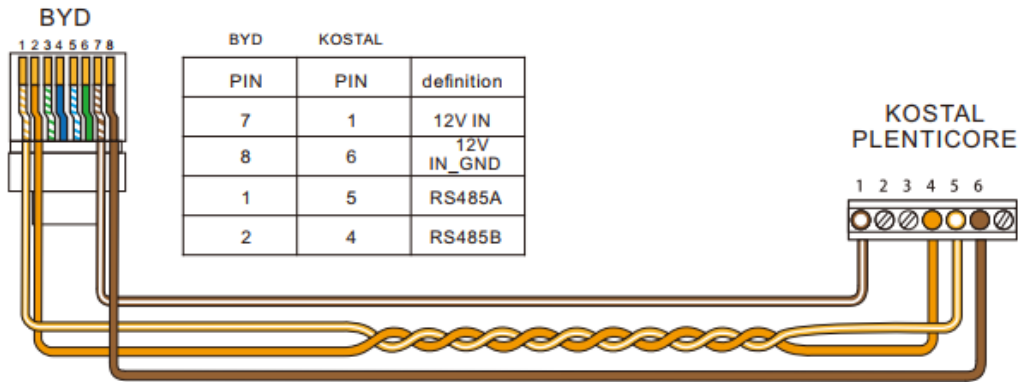 BYD
1 2 3 4 5 6 7 8
BYD KOSTAL
PIN PIN definition
7 1 12V IN
8 6 12V
IN_GND
1 5 RS485A
2 4 RS485B
KOSTAL
PLENTICORE
1 2 3 4 5 6